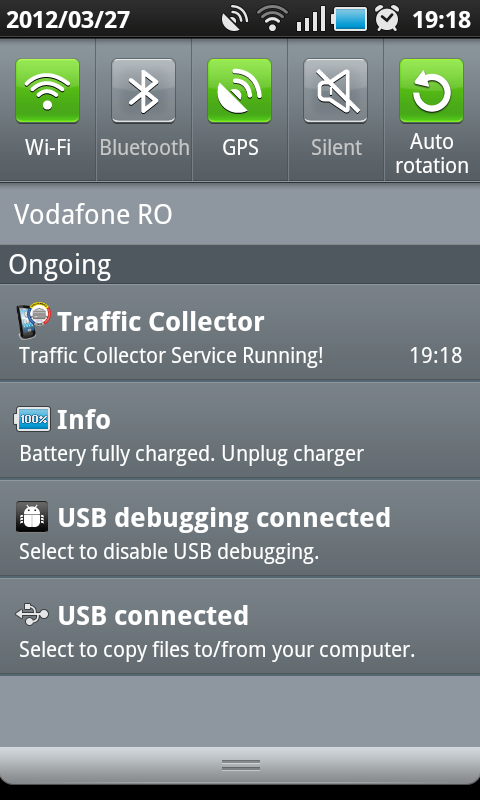 2012/03/27 19:18
Wi-Fi Bluetooth GPS Silent Auto
rotation
Vodafone RO
Ongoing
Traffic Collector
Traffic Collector Service Running! 19:18
100% Info
Battery fully charged. Unplug charger
USB debugging connected
Select to disable USB debugging.
USB connected
Select to copy files to/from your computer.